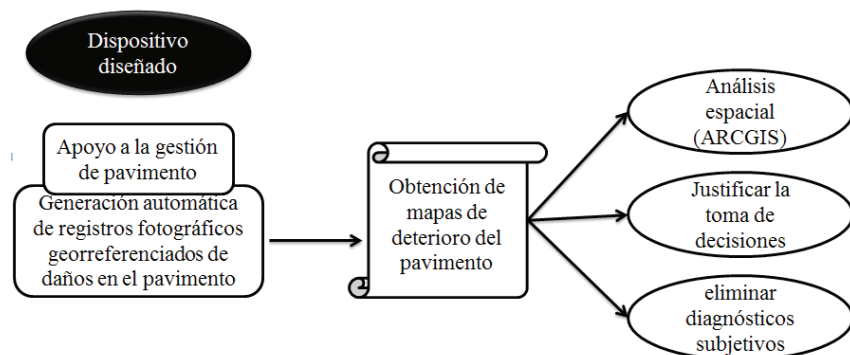 Dispositivo
diseñado
Apoyo a la gestión
de pavimento
Generación automática
de registros fotográficos
georreferenciados de
daños en el pavimento
Obtención de
mapas de
deterioro del
pavimento
Análisis
espacial
(ARCGIS)
Justificar la
toma de
decisiones
eliminar
diagnósticos
subjetivos